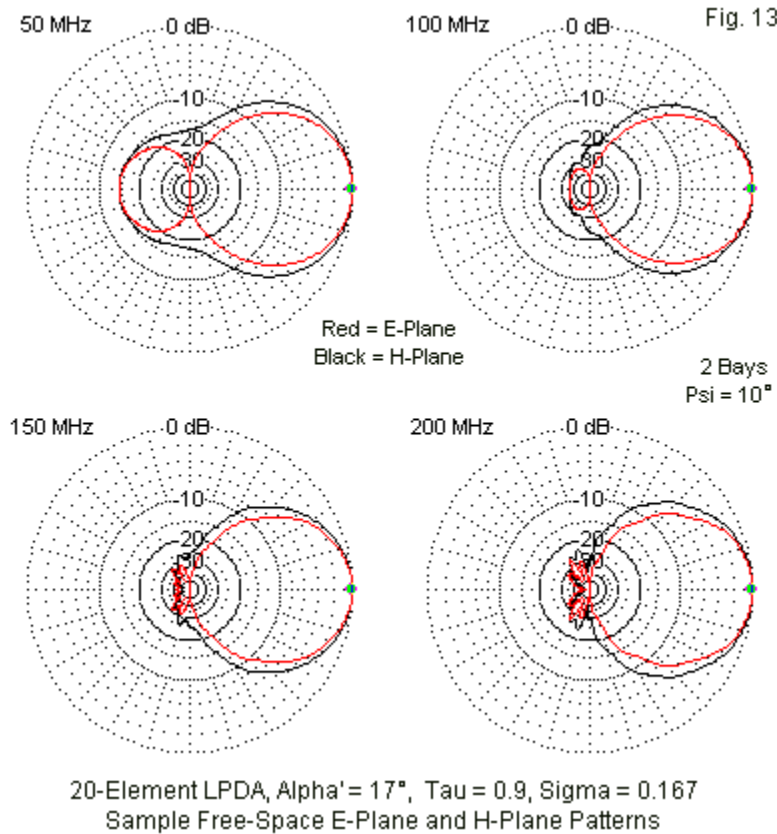 50 MHz
0 dB
100 MHz
0 dB
Fig. 13
-10
20
30
-10
20
30
Red = E-Plane
Black = H-Plane
2 Bays
Psi = 10°
150 MHz
0 dB
200 MHz
0 dB
-10
20
30
-10
20
30
20-Element LPDA, Alpha' = 17°, Tau = 0.9, Sigma = 0.167
Sample Free-Space E-Plane and H-Plane Patterns